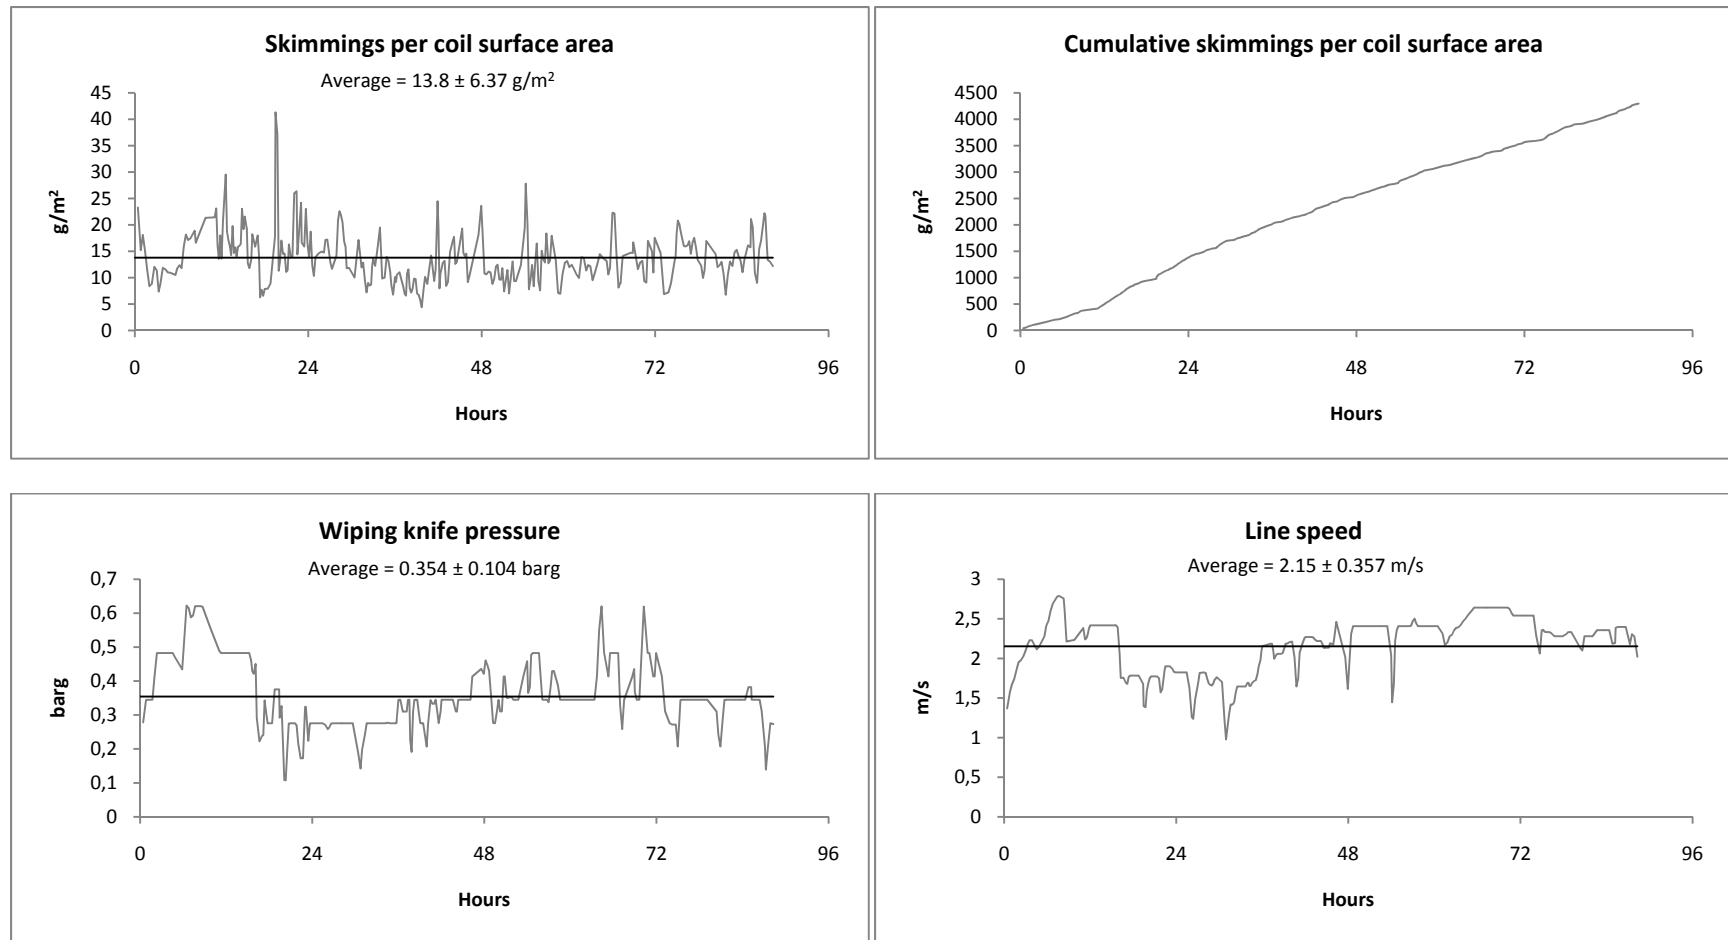 Skimmings per coil surface area
Average = 13.8 ± 6.37 g/m²
45
40
35
30
25
20
15
10
5
0
g/m²
0 24 48 72 96
Hours
Cumulative skimmings per coil surface area
4500
4000
3500
3000
2500
2000
1500
1000
500
0
g/m²
0 24 48 72 96
Hours
Wiping knife pressure
Average = 0.354 ± 0.104 barg
0,7
0,6
0,5
0,4
0,3
0,2
0,1
0
barg
0 24 48 72 96
Hours
Line speed
Average = 2.15 ± 0.357 m/s
3
2,5
2
1,5
1
0,5
0
m/s
0 24 48 72 96
Hours